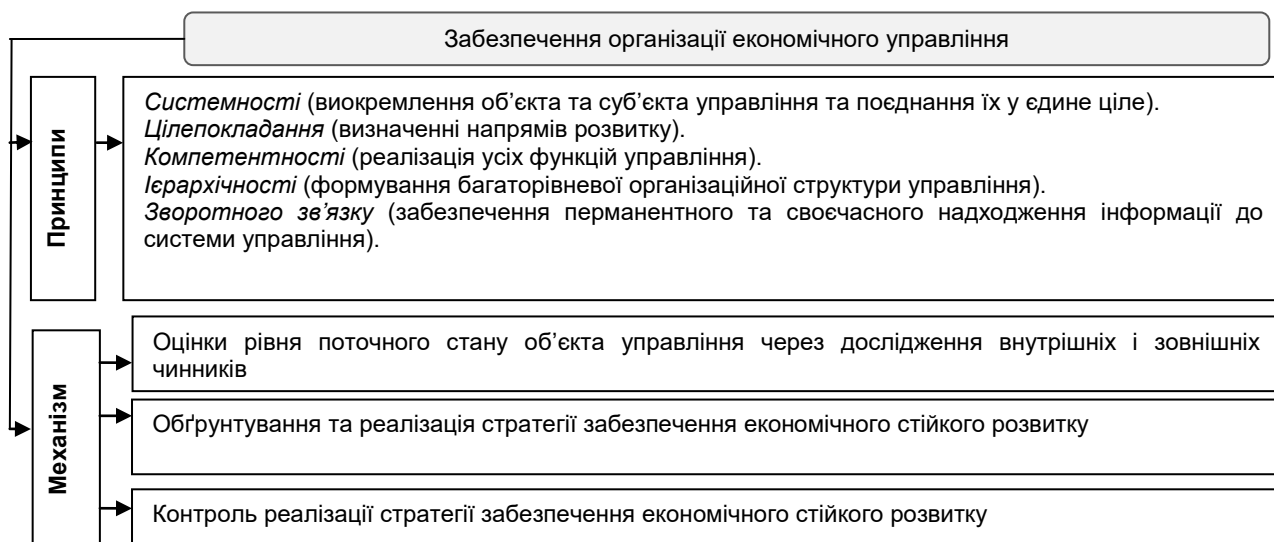 Забезпечення організації економічного управління
Принципи
Системності (виокремлення об’єкта та суб’єкта управління та поєднання їх у єдине ціле).
Цілепокладання (визначенні напрямів розвитку).
Компетентності (реалізація усіх функцій управління).
Ієрархічності (формування багаторівневої організаційної структури управління).
Зворотного зв’язку (забезпечення перманентного та своєчасного надходження інформації до
системи управління).
Механізм
Оцінки рівня поточного стану об’єкта управління через дослідження внутрішніх і зовнішніх
чинників
Обґрунтування та реалізація стратегії забезпечення економічного стійкого розвитку
Контроль реалізації стратегії забезпечення економічного стійкого розвитку